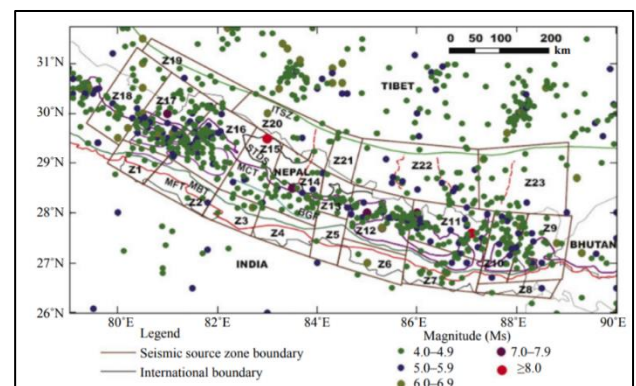 0 50 100 200
km
31°N
30°N
29°N
28°N
27°N
26°N
Z19
TIBET
Z18
Z17
ITSZ
Z20
Z16
Z15
STDS
Z21
Z22
MCT
NEPAL
Z14
Z23
Z1
MFT
MBT
Z2
Z13
BGF
Z3
Z4
Z5
Z12
Z11
Z9
BHUTAN
INDIA
Z6
Z10
Z7
Z8
80°E 82°E 84°E 86°E 88°E 90°E
Legend
Seismic source zone boundary
International boundary
Magnitude (Ms)
4.0–4.9 7.0–7.9
5.0–5.9 ≥8.0
6.0–6.9